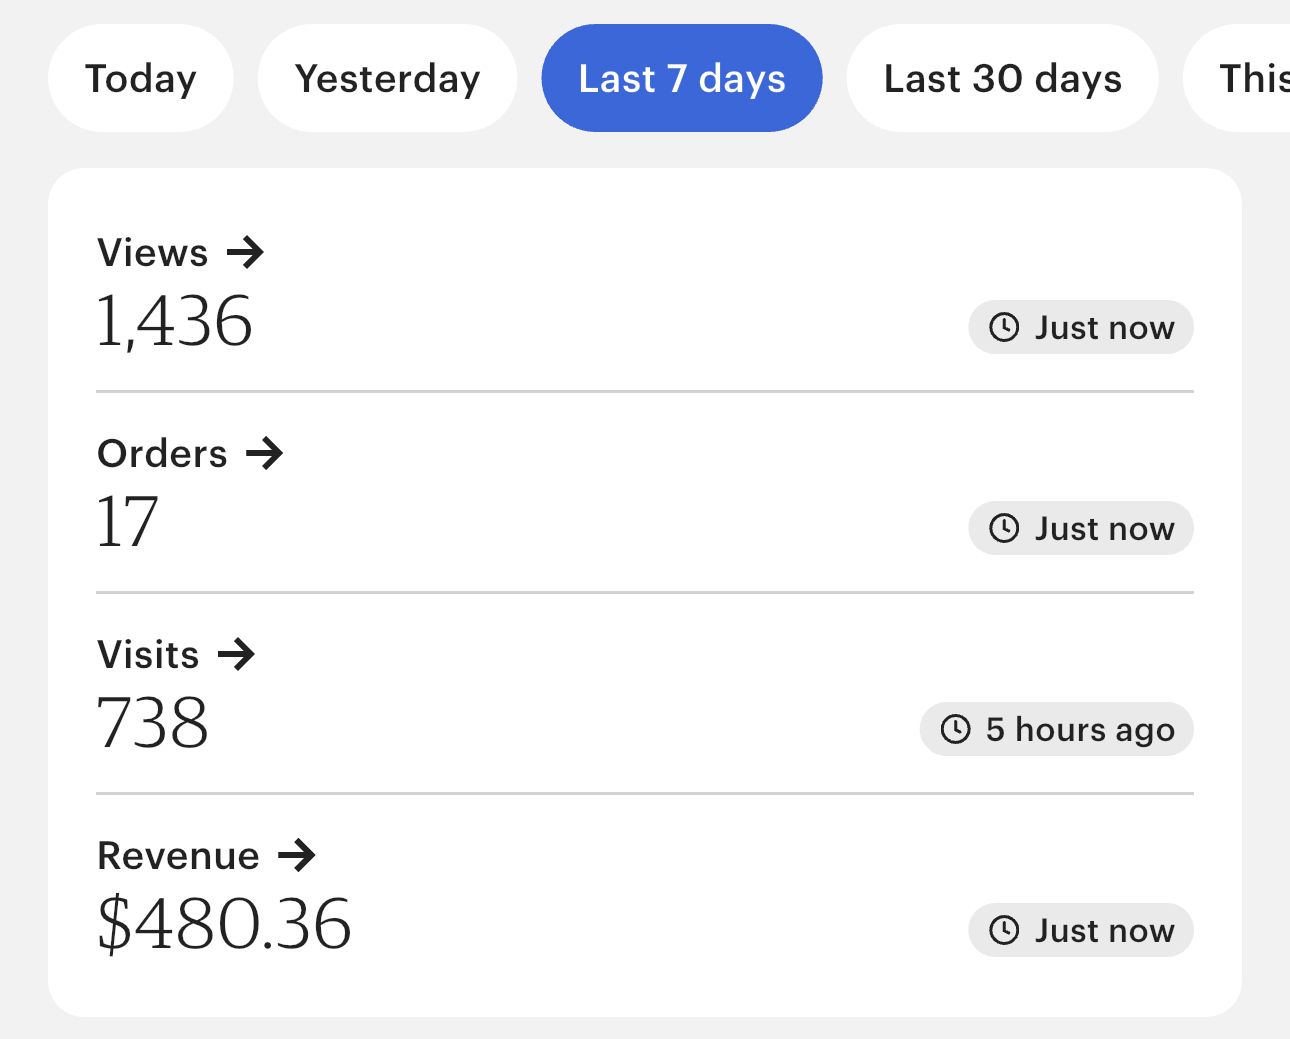 Today Yesterday Last 7 days Last 30 days This
Views →
1,436
Just now
Orders →
17
Just now
Visits →
738
5 hours ago
Revenue →
$480.36
Just now